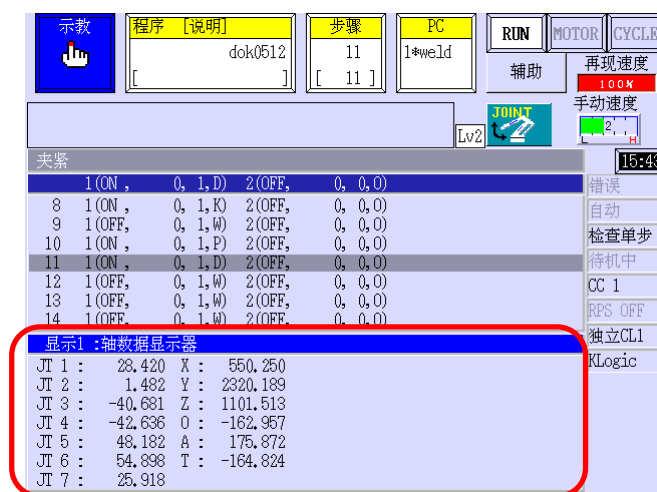 示教 程序 [说明] 步骤 PC RUN MOTOR CYCLE
dok0512 11 1*weld
[ ] [ 11 ] 辅助 再现速度
100%
手动速度
JOINT 2
Lv2 L H
夹紧 15:43
1(ON , 0, 1,D) 2(OFF, 0, 0,O) 错误
8 1(ON , 0, 1,K) 2(OFF, 0, 0,O) 自动
9 1(OFF, 0, 1,W) 2(OFF, 0, 0,O)
10 1(ON , 0, 1,P) 2(OFF, 0, 0,O) 检查单步
11 1(ON , 0, 1,D) 2(OFF, 0, 0,O) 待机中
12 1(OFF, 0, 1,W) 2(OFF, 0, 0,O) CC 1
13 1(OFF, 0, 1,W) 2(OFF, 0, 0,O) RPS OFF
14 1(OFF, 0, 1,W) 2(OFF, 0, 0,O)
显示1 :轴数据显示器 独立CL1
JT 1 : 28.420 X : 550.250 KLogic
JT 2 : 1.482 Y : 2320.189
JT 3 : -40.681 Z : 1101.513
JT 4 : -42.636 O : -162.957
JT 5 : 48.182 A : 175.872
JT 6 : 54.898 T : -164.824
JT 7 : 25.918